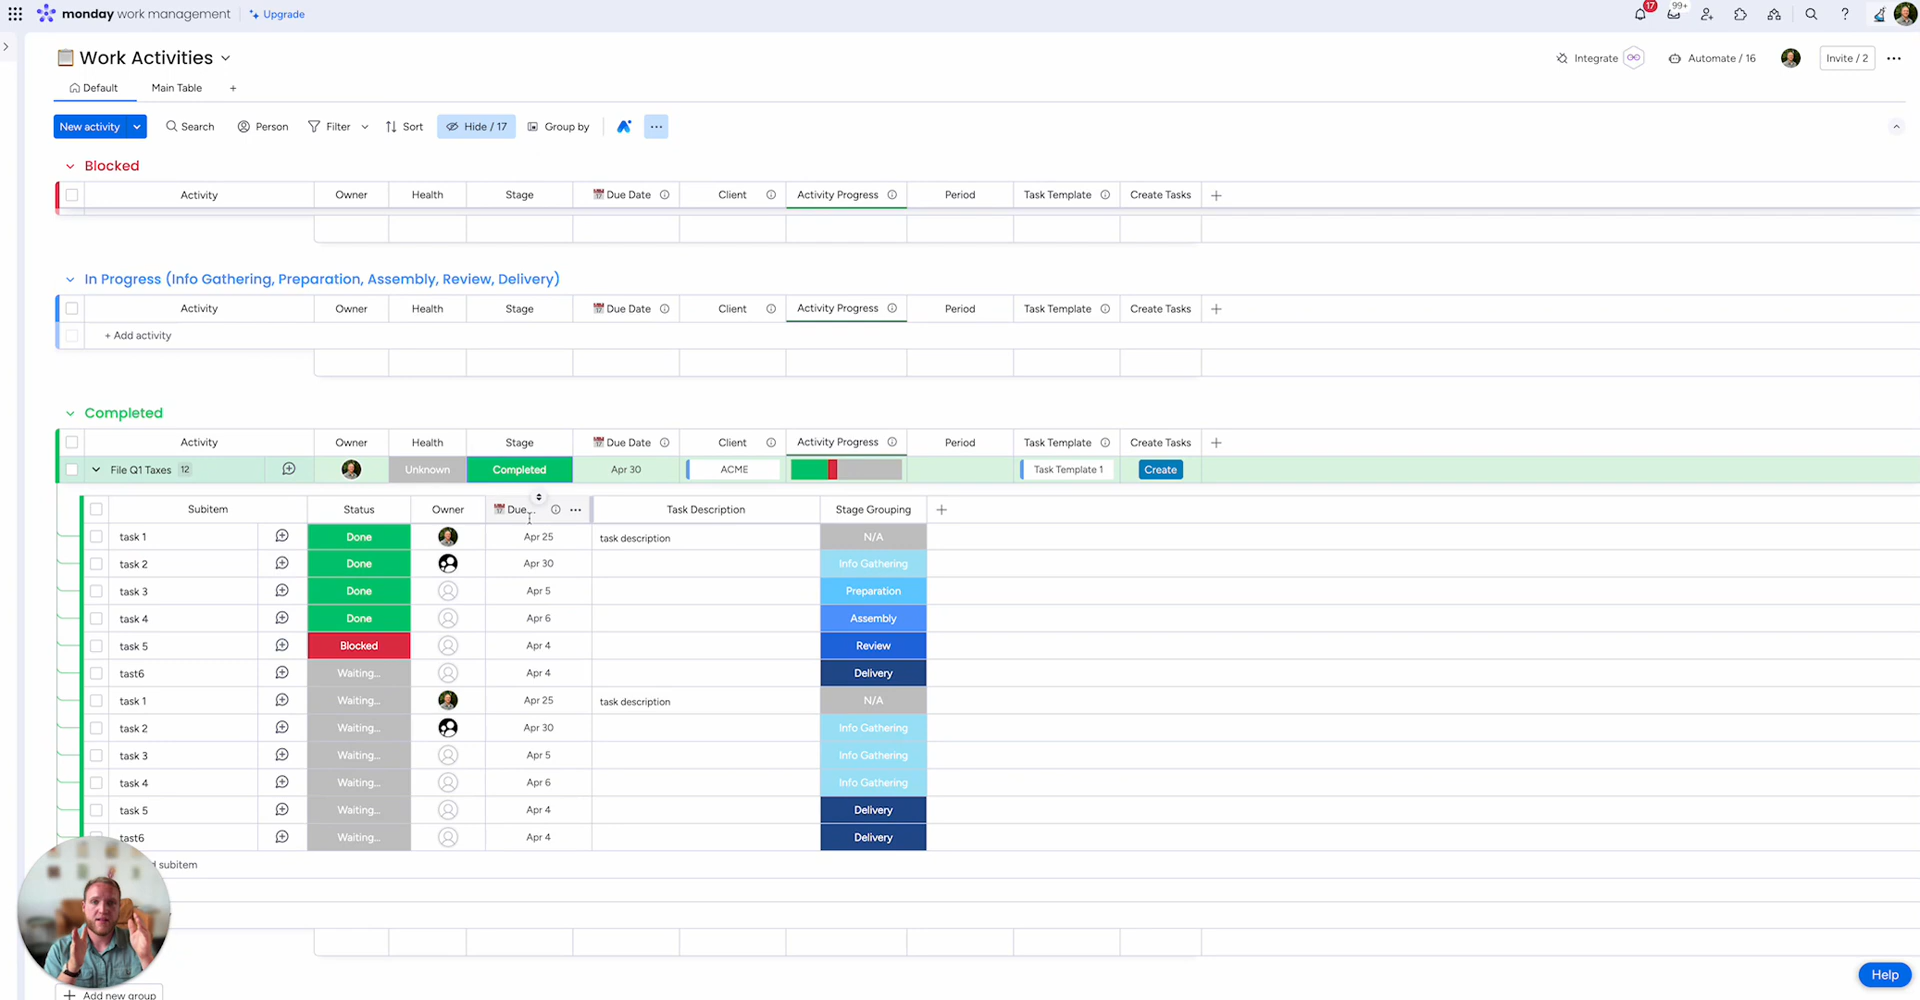 monday work management Upgrade 17 99+
Work Activities Integrate Automate / 16 Invite / 2
Default Main Table +
New activity Search Person Filter Sort Hide / 17 Group by
Blocked
Activity Owner Health Stage Due Date Client Activity Progress Period Task Template Create Tasks
In Progress (Info Gathering, Preparation, Assembly, Review, Delivery)
Activity Owner Health Stage Due Date Client Activity Progress Period Task Template Create Tasks
+ Add activity
Completed
Activity Owner Health Stage Due Date Client Activity Progress Period Task Template Create Tasks
File Q1 Taxes 12 Unknown Completed Apr 30 ACME Task Template 1 Create
Subitem Status Owner Due... Task Description Stage Grouping
task 1 Done Apr 25 task description N/A
task 2 Done Apr 30 Info Gathering
task 3 Done Apr 5 Preparation
task 4 Done Apr 6 Assembly
task 5 Blocked Apr 4 Review
tast6 Waiting... Apr 4 Delivery
task 1 Waiting... Apr 25 task description N/A
task 2 Waiting... Apr 30 Info Gathering
task 3 Waiting... Apr 5 Info Gathering
task 4 Waiting... Apr 6 Info Gathering
task 5 Waiting... Apr 4 Delivery
tast6 Waiting... Apr 4 Delivery
subitem
Help
+ Add new group